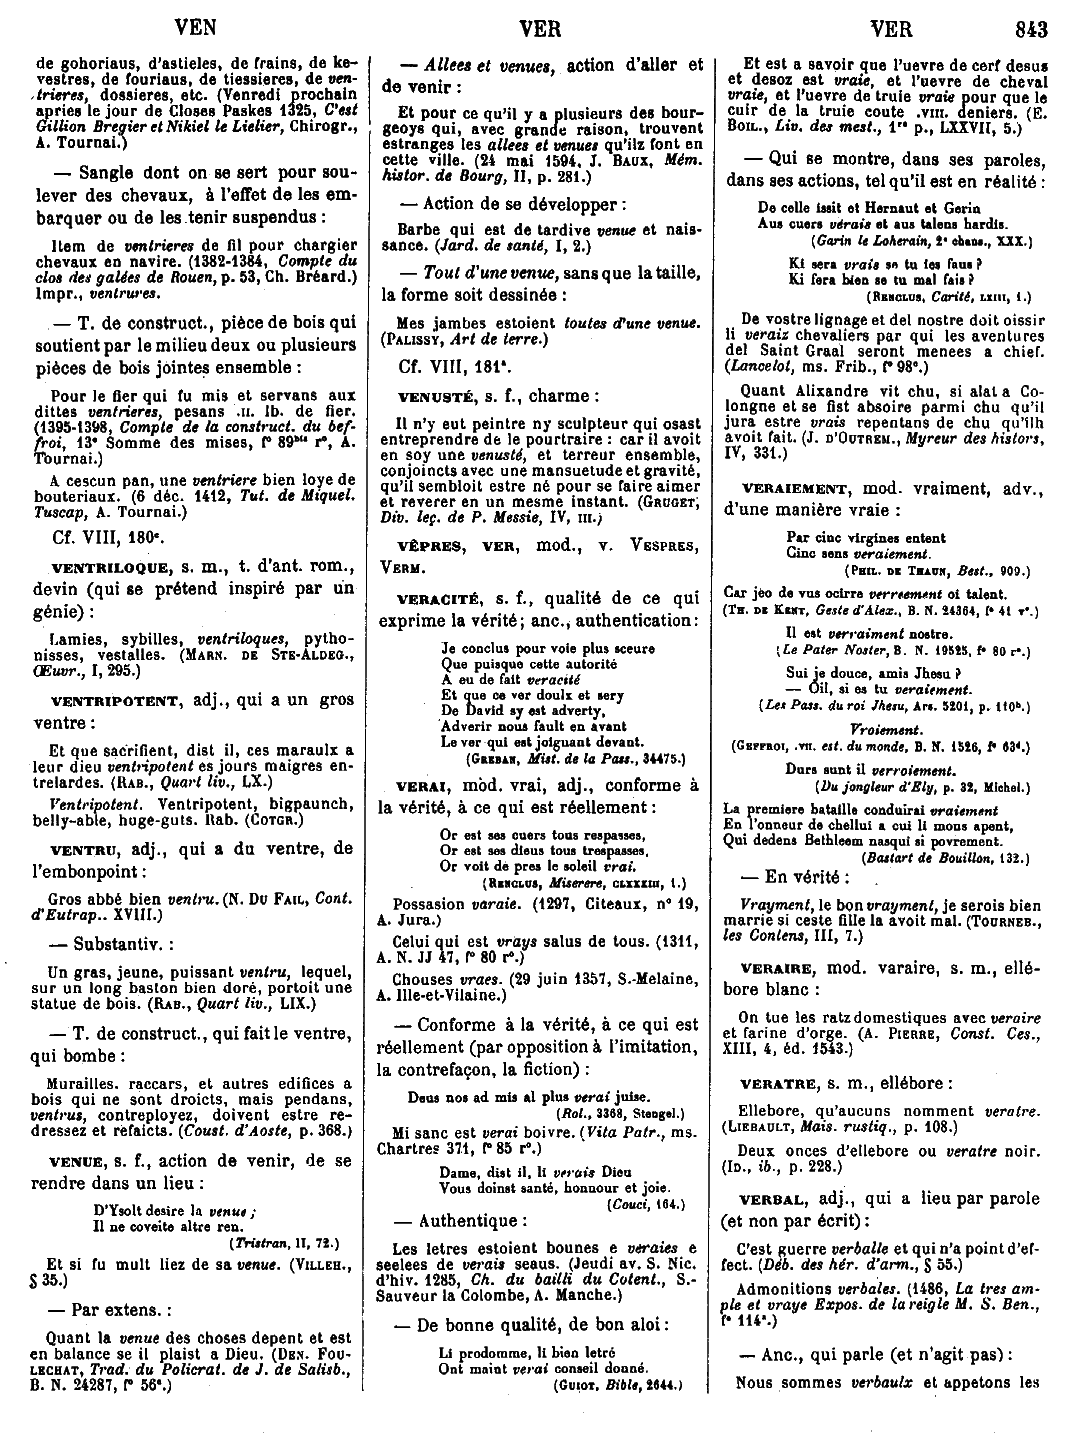 VEN
VER
VER
843
de gohoriaus, d'astieles, de frains, de ke-
vestres, de fouriaus, de tiessieres, de ven-
trieres, dossieres, etc. (Venredi prochain
apries le jour de Closes Paskes 1325, C'est
Gillion Bregier et Nikiel le Lielier, Chirogr.,
A. Tournai.)
— Sangle dont on se sert pour sou-
lever des chevaux, à l'effet de les em-
barquer ou de les tenir suspendus :
Item de ventrieres de fil pour chargier
chevaux en navire. (1382-1384, Compte du
clos des galées de Rouen, p. 53, Ch. Bréard.)
Impr., ventrures.
— T. de construct., pièce de bois qui
soutient par le milieu deux ou plusieurs
pièces de bois jointes ensemble :
Pour le fier qui fu mis et servans aux
dittes ventrieres, pesans .II. lb. de fier.
(1395-1398, Compte de la construct. du bef-
froi, 13e Somme des mises, f° 89bis r°, A.
Tournai.)
A cescun pan, une ventriere bien loye de
bouteriaux. (6 déc. 1412, Tut. de Miquel.
Tuscap, A. Tournai.)
Cf. VIII, 180c.
VENTRILOQUE, s. m., t. d'ant. rom.,
devin (qui se prétend inspiré par un
génie) :
Lamies, sybilles, ventriloques, pytho-
nisses, vestalles. (MARN. DE STE-ALDEG.,
Œuvr., I, 295.)
VENTRIPOTENT, adj., qui a un gros
ventre :
Et que sacrifient, dist il, ces maraulx a
leur dieu ventripotent es jours maigres en-
trelardes. (RAB., Quart liv., LX.)
Ventripotent. Ventripotent, bigpaunch,
belly-able, huge-guts. Rab. (COTGR.)
VENTRU, adj., qui a du ventre, de
l'embonpoint :
Gros abbé bien ventru. (N. DU FAIL, Cont.
d'Eutrap.. XVIII.)
— Substantiv. :
Un gras, jeune, puissant ventru, lequel,
sur un long baston bien doré, portoit une
statue de bois. (RAB., Quart liv., LIX.)
— T. de construct., qui fait le ventre,
qui bombe :
Murailles. raccars, et autres edifices a
bois qui ne sont droicts, mais pendans,
ventrus, contreployez, doivent estre re-
dressez et refaicts. (Coust. d'Aoste, p. 368.)
VENUE, s. f., action de venir, de se
rendre dans un lieu :
D'Ysolt desire la venue ;
Il ne coveite altre ren.
(Tristran, II, 72.)
Et si fu mult liez de sa venue. (VILLEH.,
§ 35.)
— Par extens. :
Quant la venue des choses depent et est
en balance se il plaist a Dieu. (DEN. FOU-
LECHAT, Trad. du Policrat. de J. de Salisb.,
B. N. 24287, f° 56a.)
— Allees et venues, action d'aller et
de venir :
Et pour ce qu'il y a plusieurs des bour-
geoys qui, avec grande raison, trouvent
estranges les allees et venues qu'ilz font en
cette ville. (24 mai 1594, J. BAUX, Mém.
histor. de Bourg, II, p. 281.)
— Action de se développer :
Barbe qui est de tardive venue et nais-
sance. (Jard. de santé, I, 2.)
— Tout d'une venue, sans que la taille,
la forme soit dessinée :
Mes jambes estoient toutes d'une venue.
(PALISSY, Art de terre.)
Cf. VIII, 181a.
VENUSTÉ, s. f., charme :
Il n'y eut peintre ny sculpteur qui osast
entreprendre de le pourtraire : car il avoit
en soy une venusté, et terreur ensemble,
conjoincts avec une mansuetude et gravité,
qu'il sembloit estre né pour se faire aimer
et reverer en un mesme instant. (GRUGET,
Div. leç. de P. Messie, IV, III.)
VÊPRES, VER, mod., v. VESPRES,
VERM.
VERACITÉ, s. f., qualité de ce qui
exprime la vérité ; anc., authentication :
Je conclus pour voie plus sceure
Que puisque cette autorité
A eu de fait veracité
Et que ce ver doulx et sery
De David sy est adverty,
Adverir nous fault en avant
Le ver qui est joignant devant.
(GREBAN, Mist. de la Pass., 34475.)
VERAI, mod. vrai, adj., conforme à
la vérité, à ce qui est réellement :
Or est ses cuers tous respasses,
Or est ses dieus tous trespasses,
Or voit de pres le soleil vrai.
(RENCLUS, Miserere, CLXXIII, 1.)
Possasion varaie. (1297, Citeaux, n° 19,
A. Jura.)
Celui qui est vrays salus de tous. (1311,
A. N. JJ 47, f° 80 r°.)
Chouses vraes. (29 juin 1357, S.-Melaine,
A. Ille-et-Vilaine.)
— Conforme à la vérité, à ce qui est
réellement (par opposition à l'imitation,
la contrefaçon, la fiction) :
Deus nos ad mis al plus verai juise.
(Rol., 3368, Stengel.)
Mi sanc est verai boivre. (Vita Patr., ms.
Chartres 371, f° 85 r°.)
Dame, dist il, li verais Dieu
Vous doinst santé, honnour et joie.
(Couci, 164.)
— Authentique :
Les letres estoient bounes e veraies e
seelees de verais seaus. (Jeudi av. S. Nic.
d'hiv. 1285, Ch. du bailli du Cotent., S.-
Sauveur la Colombe, A. Manche.)
— De bonne qualité, de bon aloi :
Li prodomme, li bien letré
Ont maint verai conseil donné.
(GUIOT, Bible, 2644.)
Et est a savoir que l'uevre de cerf desus
et desoz est vraie, et l'uevre de cheval
vraie, et l'uevre de truie vraie pour que le
cuir de la truie coute .VIII. deniers. (E.
BOIL., Liv. des mest., 1re p., LXXVII, 5.)
— Qui se montre, dans ses paroles,
dans ses actions, tel qu'il est en réalité :
De celle issit et Hernaut et Gerin
Aus cuers vérais et aus talens hardis.
(Garin le Loherain, 2e chans., XXX.)
Ki sera vrais se tu ies faus ?
Ki fera bien se tu mal fais ?
(RENCLUS, Carité, LXIII, 1.)
De vostre lignage et del nostre doit oissir
li veraiz chevaliers par qui les aventures
del Saint Graal seront menees a chief.
(Lancelot, ms. Frib., f° 98c.)
Quant Alixandre vit chu, si alat a Co-
longne et se fist absoire parmi chu qu'il
jura estre vrais repentans de chu qu'ilh
avoit fait. (J. D'OUTREM., Myreur des histors,
IV, 331.)
VERAIEMENT, mod. vraiment, adv.,
d'une manière vraie :
Par cinc virgines entent
Cinc sens veraiement.
(PHIL. DE THAUN, Best., 909.)
Car jeo de vus ocirre verreement oi talent.
(TH. DE KENT, Geste d'Alex., B. N. 24364, f° 41 v°.)
Il est verraiment nostre.
(Le Pater Noster, B. N. 19525, f° 80 r°.)
Sui je douce, amis Jhesu ?
— Oil, si es tu veraiement.
(Les Pass. du roi Jhesu, Ars. 5201, p. 110b.)
Vroiement.
(GEFFROI, .VII. est. du monde, B. N. 1526, f° 63d.)
Durs sunt il verroiement.
(Du jongleur d'Ely, p. 32, Michel.)
La premiere bataille conduirai vraiement
En l'onneur de chellui a cui li mons apent,
Qui dedens Bethleem nasqui si povrement.
(Bastart de Bouillon, 132.)
— En vérité :
Vrayment, le bon vrayment, je serois bien
marrie si ceste fille la avoit mal. (TOURNEB.,
les Contens, III, 7.)
VERAIRE, mod. varaire, s. m., ellé-
bore blanc :
On tue les ratz domestiques avec veraire
et farine d'orge. (A. PIERRE, Const. Ces.,
XIII, 4, éd. 1543.)
VERATRE, s. m., ellébore :
Ellebore, qu'aucuns nomment veratre.
(LIEBAULT, Mais. rustiq., p. 108.)
Deux onces d'ellebore ou veratre noir.
(ID., ib., p. 228.)
VERBAL, adj., qui a lieu par parole
(et non par écrit) :
C'est guerre verballe et qui n'a point d'ef-
fect. (Déb. des hér. d'arm., § 55.)
Admonitions verbales. (1486, La tres am-
ple et vraye Expos. de la reigle M. S. Ben.,
f° 114a.)
— Anc., qui parle (et n'agit pas) :
Nous sommes verbaulx et appetons les